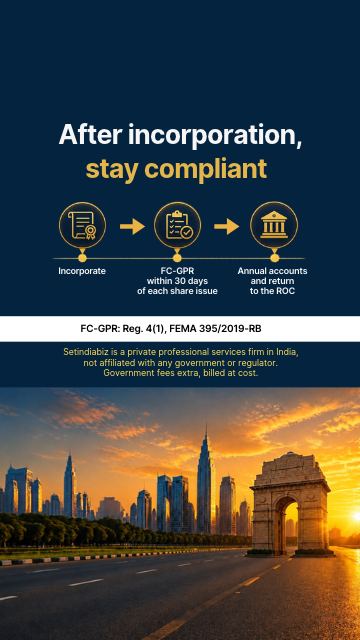 After incorporation,
stay compliant
Incorporate
FC-GPR
within 30 days
of each share issue
Annual accounts
and return
to the ROC
FC-GPR: Reg. 4(1), FEMA 395/2019-RB
Setindiabiz is a private professional services firm in India,
not affiliated with any government or regulator.
Government fees extra, billed at cost.